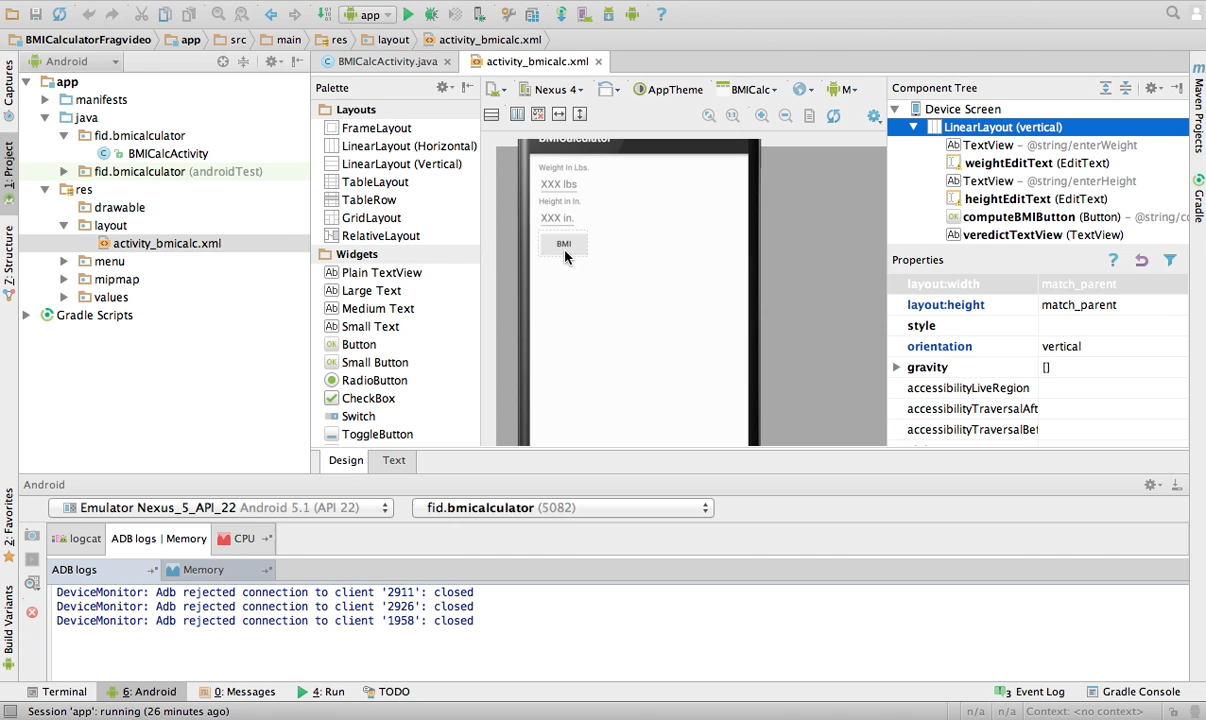 app
BMICalculatorFragvideo app src main res layout activity_bmicalc.xml
Android
BMICalcActivity.java activity_bmicalc.xml
Captures
1: Project
Z: Structure
2: Favorites
Build Variants
app
manifests
java
fid.bmicalculator
BMICalcActivity
fid.bmicalculator (androidTest)
res
drawable
layout
activity_bmicalc.xml
menu
mipmap
values
Gradle Scripts
Palette
Layouts
FrameLayout
LinearLayout (Horizontal)
LinearLayout (Vertical)
TableLayout
TableRow
GridLayout
RelativeLayout
Widgets
Plain TextView
Large Text
Medium Text
Small Text
Button
Small Button
RadioButton
CheckBox
Switch
ToggleButton
Nexus 4 AppTheme BMICalc M
Weight In Lbs.
XXX lbs
Height in In.
XXX in.
BMI
Component Tree
Device Screen
LinearLayout (vertical)
TextView - @string/enterWeight
weightEditText (EditText)
TextView - @string/enterHeight
heightEditText (EditText)
computeBMIButton (Button) - @string/cc
veredictTextView (TextView)
Properties
layout:width match_parent
layout:height match_parent
style
orientation vertical
gravity []
accessibilityLiveRegion
accessibilityTraversalAft
accessibilityTraversalBef
Maven Projects
Gradle
Design Text
Android
Emulator Nexus_5_API_22 Android 5.1 (API 22) fid.bmicalculator (5082)
logcat ADB logs | Memory CPU
ADB logs Memory
DeviceMonitor: Adb rejected connection to client '2911': closed
DeviceMonitor: Adb rejected connection to client '2926': closed
DeviceMonitor: Adb rejected connection to client '1958': closed
Terminal 6: Android 0: Messages 4: Run TODO 3 Event Log Gradle Console
Session 'app': running (26 minutes ago) n/a n/a Context: <no context>